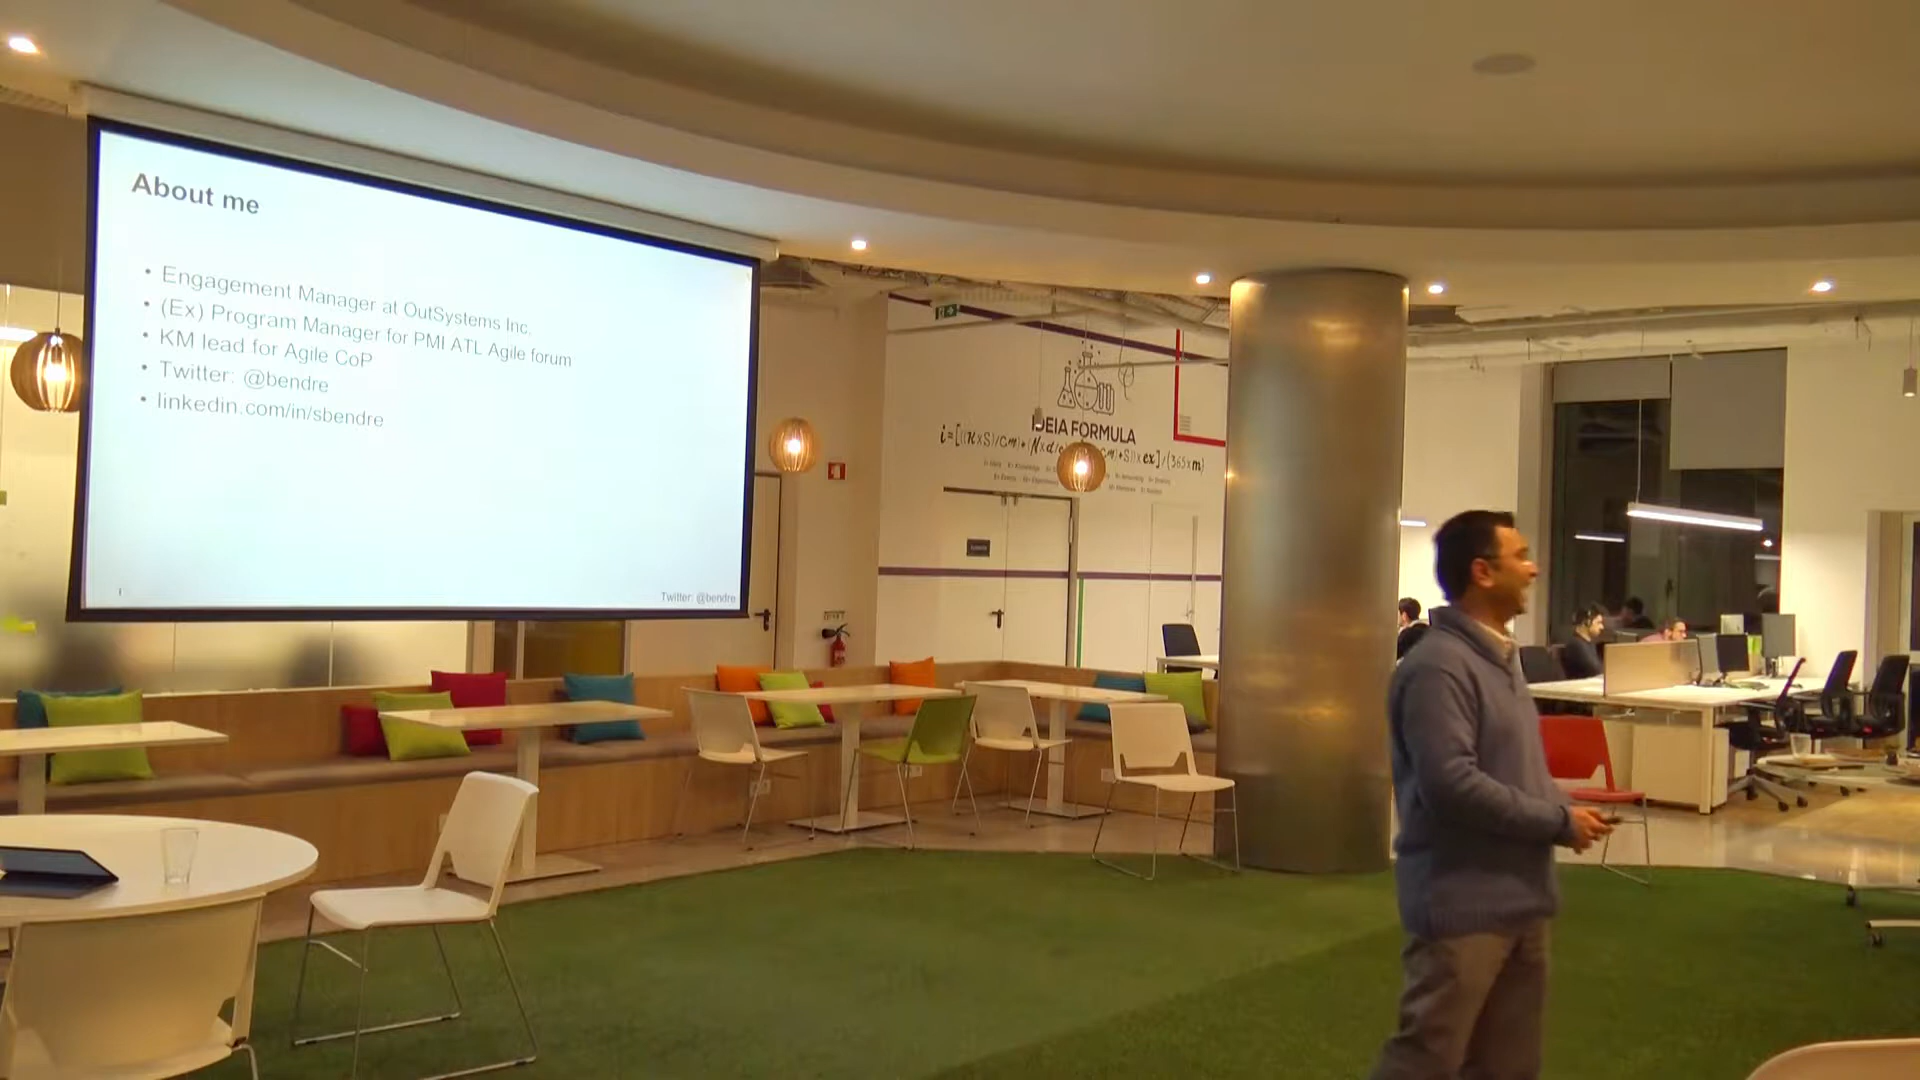 About me
• Engagement Manager at OutSystems Inc.
• (Ex) Program Manager for PMI ATL Agile forum
• KM lead for Agile CoP
• Twitter: @bendre
• linkedin.com/in/sbendre
Twitter: @bendre
IDEIA FORMULA